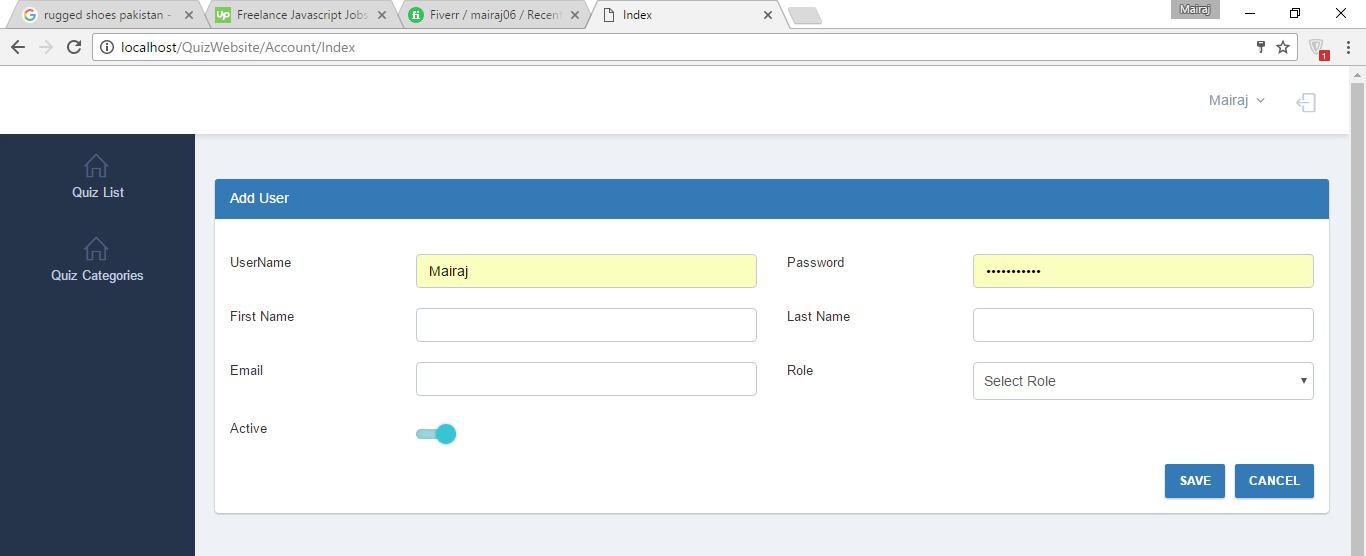 rugged shoes pakistan -
Freelance Javascript Jobs
Fiverr / mairaj06 / Recent
Index
Mairaj
localhost/QuizWebsite/Account/Index
1
Mairaj
Quiz List
Quiz Categories
Add User
UserName
Mairaj
Password
•••••••••••
First Name
Last Name
Email
Role
Select Role
Active
SAVE
CANCEL